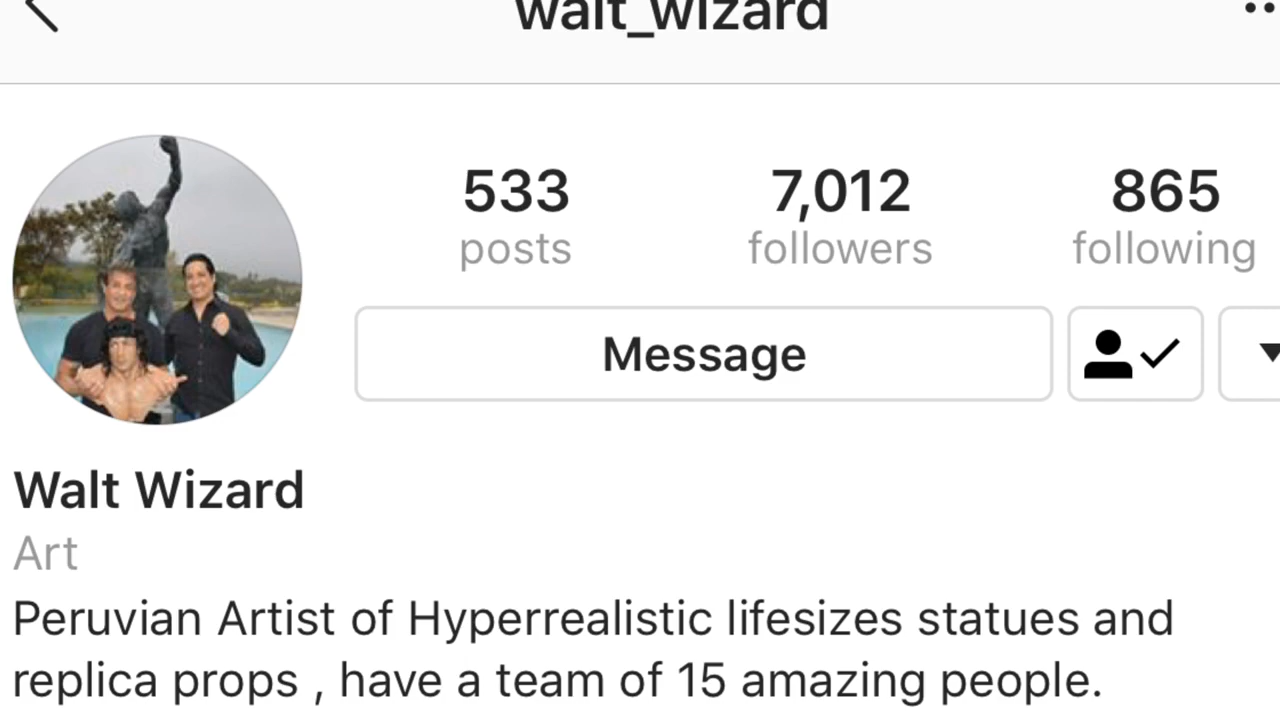 walt_wizard
533 7,012 865
posts followers following
Message
Walt Wizard
Art
Peruvian Artist of Hyperrealistic lifesizes statues and
replica props , have a team of 15 amazing people.